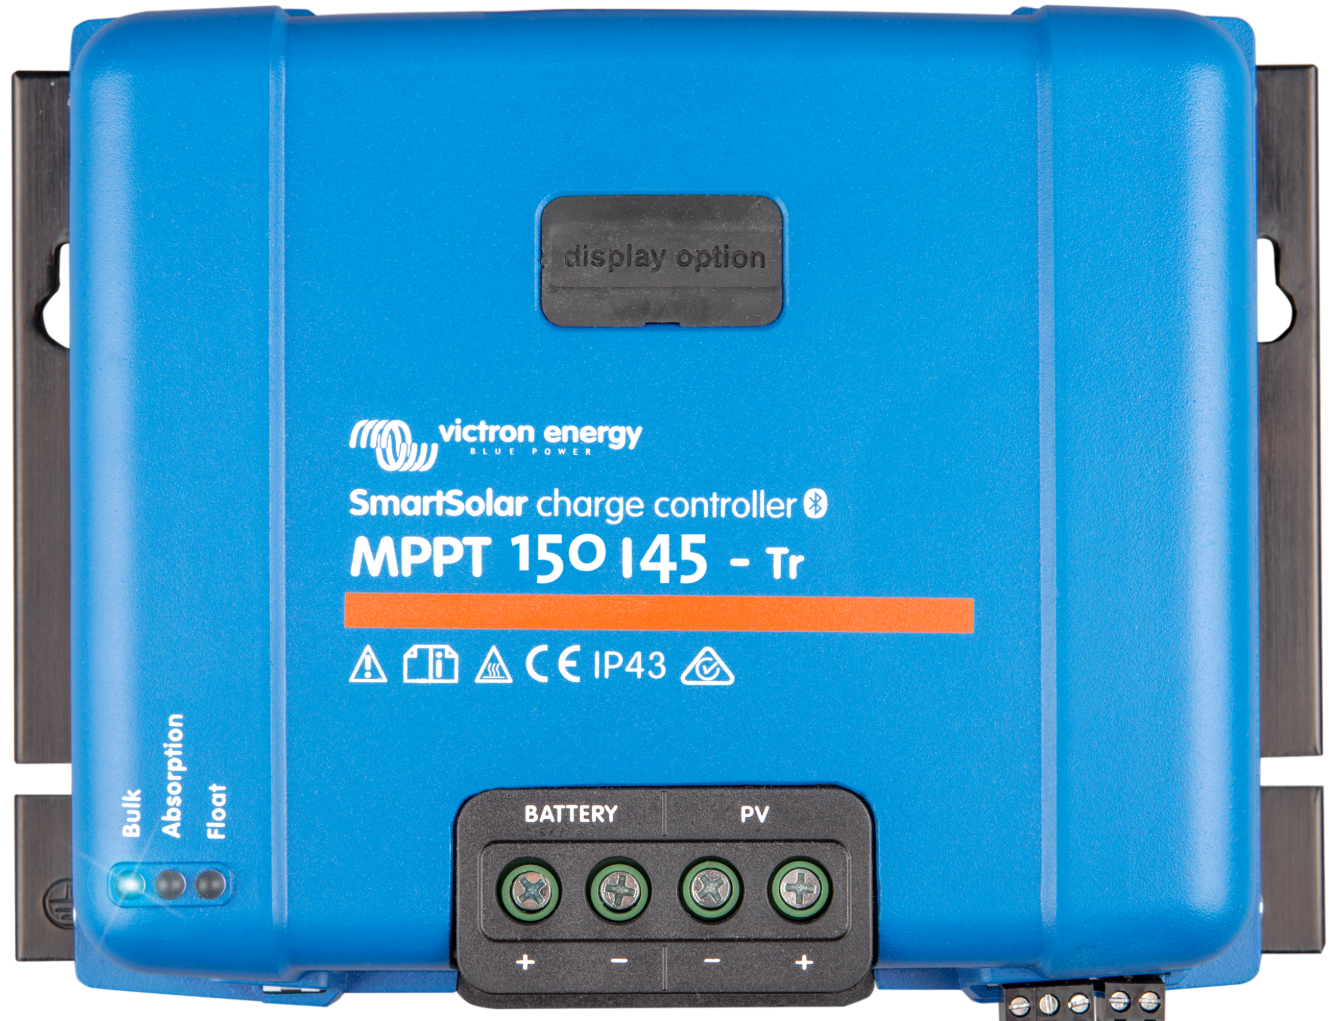 display option
victron energy
BLUE POWER
SmartSolar charge controller
MPPT 150 | 45 - Tr
CE IP43
Bulk
Absorption
Float
BATTERY
PV
+ − − +